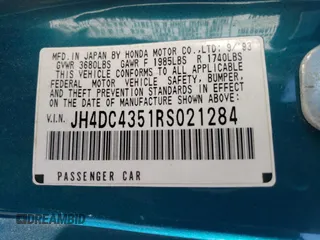 MFD. IN JAPAN BY HONDA MOTOR CO., LTD: 9/93
GVWR 3680LBS GAWR F 1985LBS R 1740LBS
THIS VEHICLE CONFORMS TO ALL APPLICABLE
FEDERAL MOTOR VEHICLE SAFETY, BUMPER,
AND THEFT PREVENTION STANDARDS IN
EFFECT ON THE DATE OF MANUFACTURE
SHOWN ABOVE.
V.I.N. JH4DC4351RS021284
PASSENGER CAR
DREAMBID